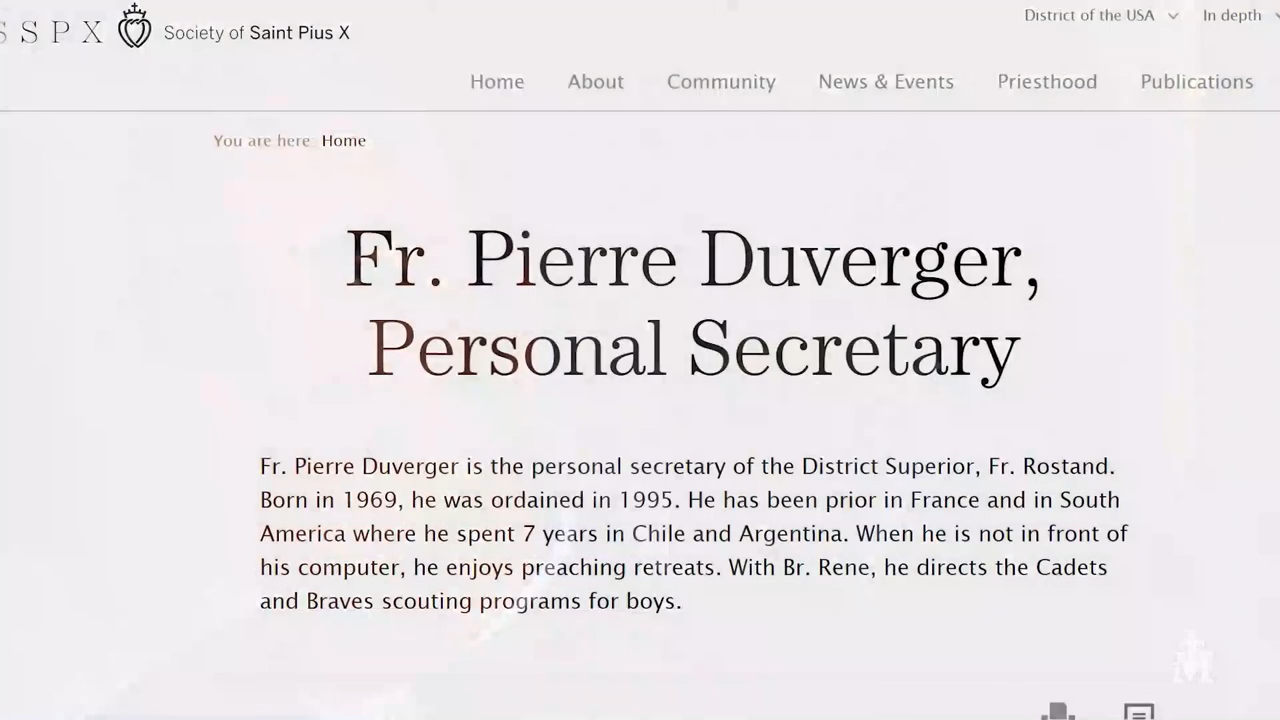 SSPX Society of Saint Pius X
District of the USA In depth
Home About Community News & Events Priesthood Publications
You are here: Home
Fr. Pierre Duverger,
Personal Secretary
Fr. Pierre Duverger is the personal secretary of the District Superior, Fr. Rostand.
Born in 1969, he was ordained in 1995. He has been prior in France and in South
America where he spent 7 years in Chile and Argentina. When he is not in front of
his computer, he enjoys preaching retreats. With Br. Rene, he directs the Cadets
and Braves scouting programs for boys.